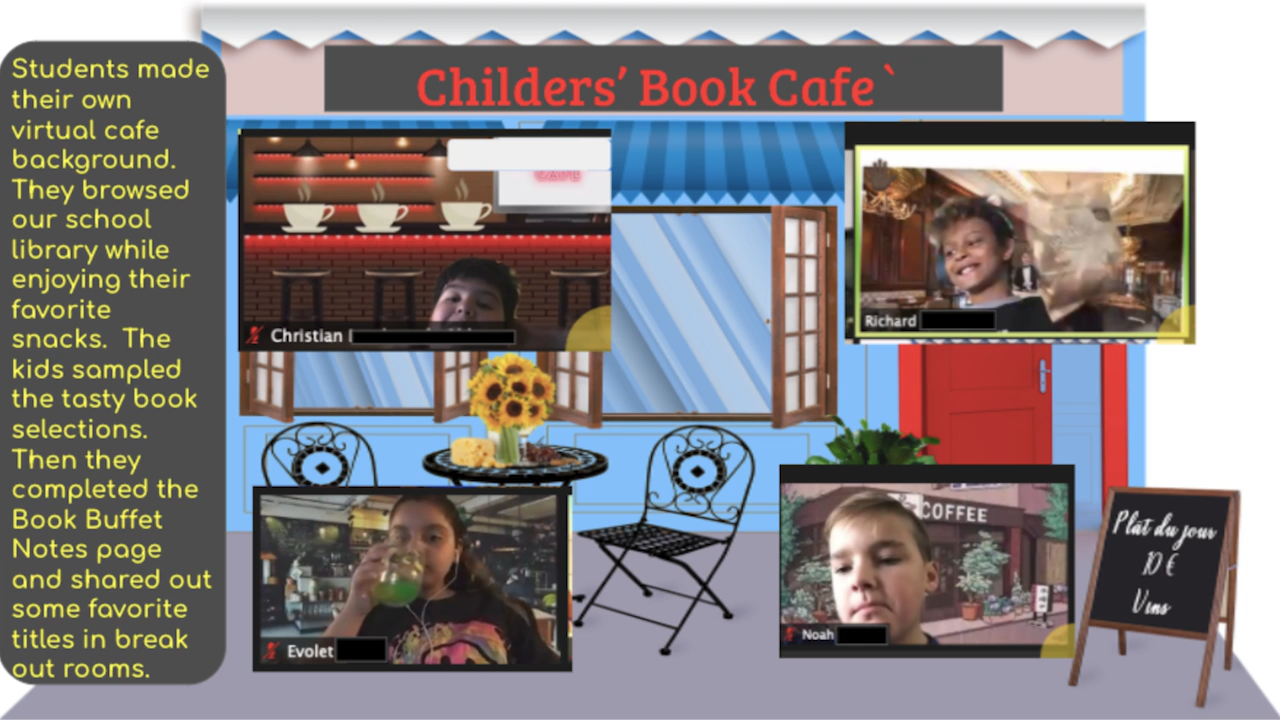 Childers’ Book Cafe`
Students made
their own
virtual cafe
background.
They browsed
our school
library while
enjoying their
favorite
snacks. The
kids sampled
the tasty book
selections.
Then they
completed the
Book Buffet
Notes page
and shared out
some favorite
titles in break
out rooms.
CAFE
Christian
Richard
Evolet
COFFEE
Noah
Plat du jour
10 €
Vins